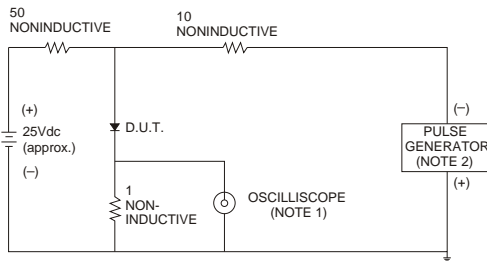 50
NONINDUCTIVE
10
NONINDUCTIVE
(+)
25Vdc
(approx.)
(–)
D.U.T.
1
NON-
INDUCTIVE
OSCILLISCOPE
(NOTE 1)
(–)
PULSE
GENERATOR
(NOTE 2)
(+)